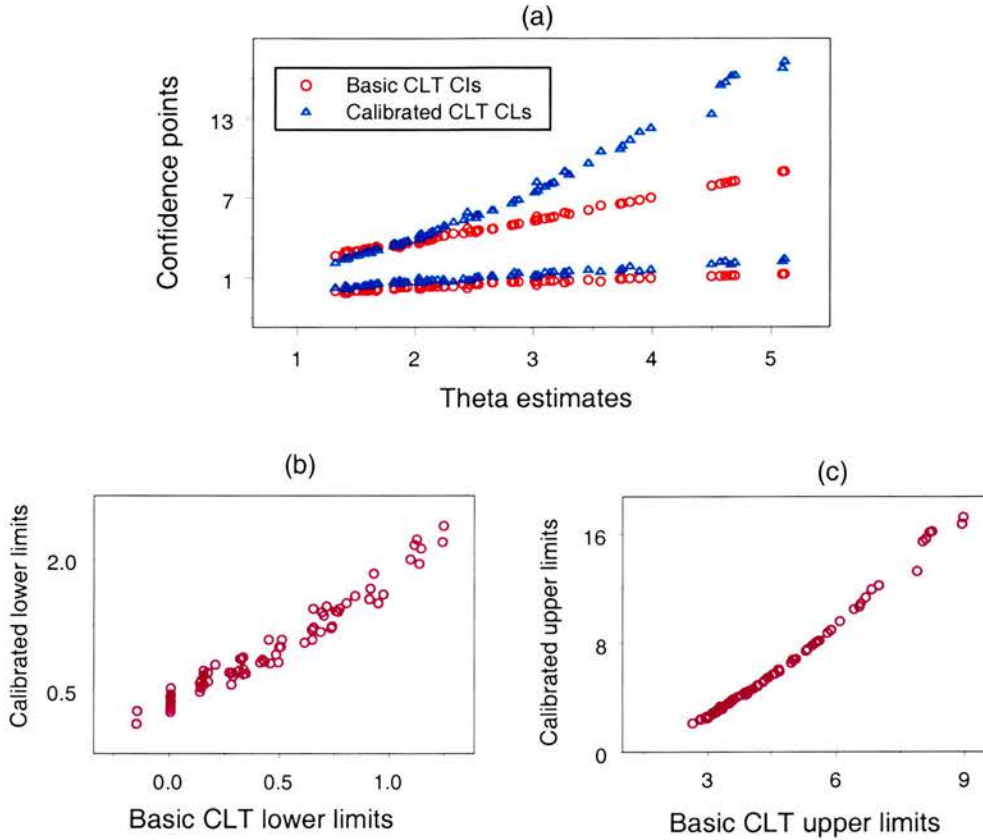 (a)
Confidence points
13
7
1
Basic CLT CIs
Calibrated CLT CLs
1 2 3 4 5
Theta estimates
(b)
Calibrated lower limits
2.0
0.5
0.0 0.5 1.0
Basic CLT lower limits
(c)
Calibrated upper limits
16
8
0
3 6 9
Basic CLT upper limits